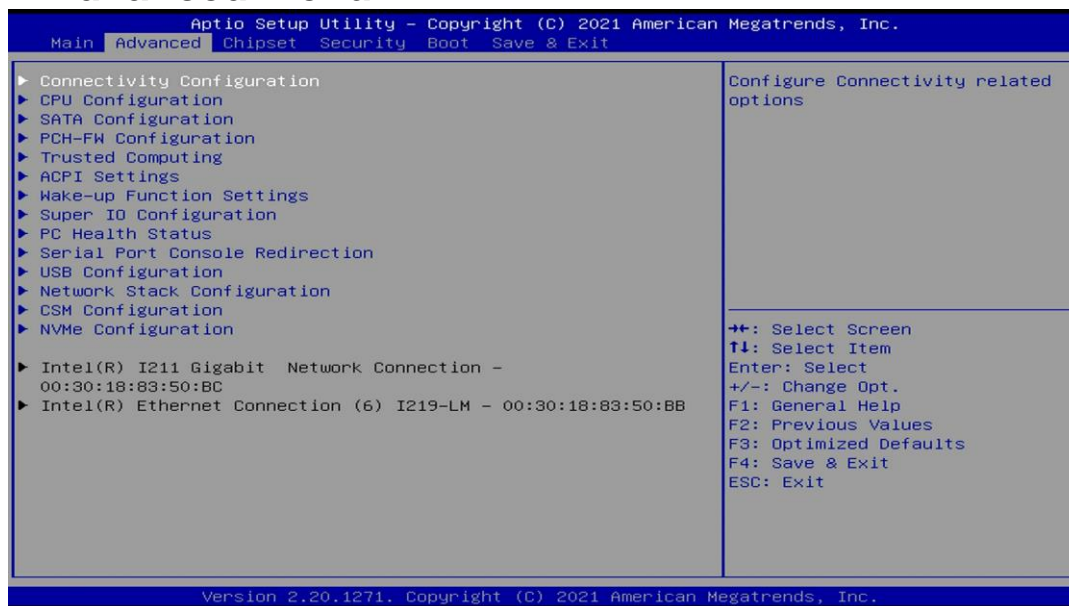 Aptio Setup Utility – Copyright (C) 2021 American Megatrends, Inc.
Main Advanced Chipset Security Boot Save & Exit
► Connectivity Configuration
► CPU Configuration
► SATA Configuration
► PCH-FW Configuration
► Trusted Computing
► ACPI Settings
► Wake-up Function Settings
► Super IO Configuration
► PC Health Status
► Serial Port Console Redirection
► USB Configuration
► Network Stack Configuration
► CSM Configuration
► NVMe Configuration
► Intel(R) I211 Gigabit Network Connection –
00:30:18:83:50:BC
► Intel(R) Ethernet Connection (6) I219-LM – 00:30:18:83:50:BB
Configure Connectivity related
options
→←: Select Screen
↑↓: Select Item
Enter: Select
+/-: Change Opt.
F1: General Help
F2: Previous Values
F3: Optimized Defaults
F4: Save & Exit
ESC: Exit
Version 2.20.1271. Copyright (C) 2021 American Megatrends, Inc.